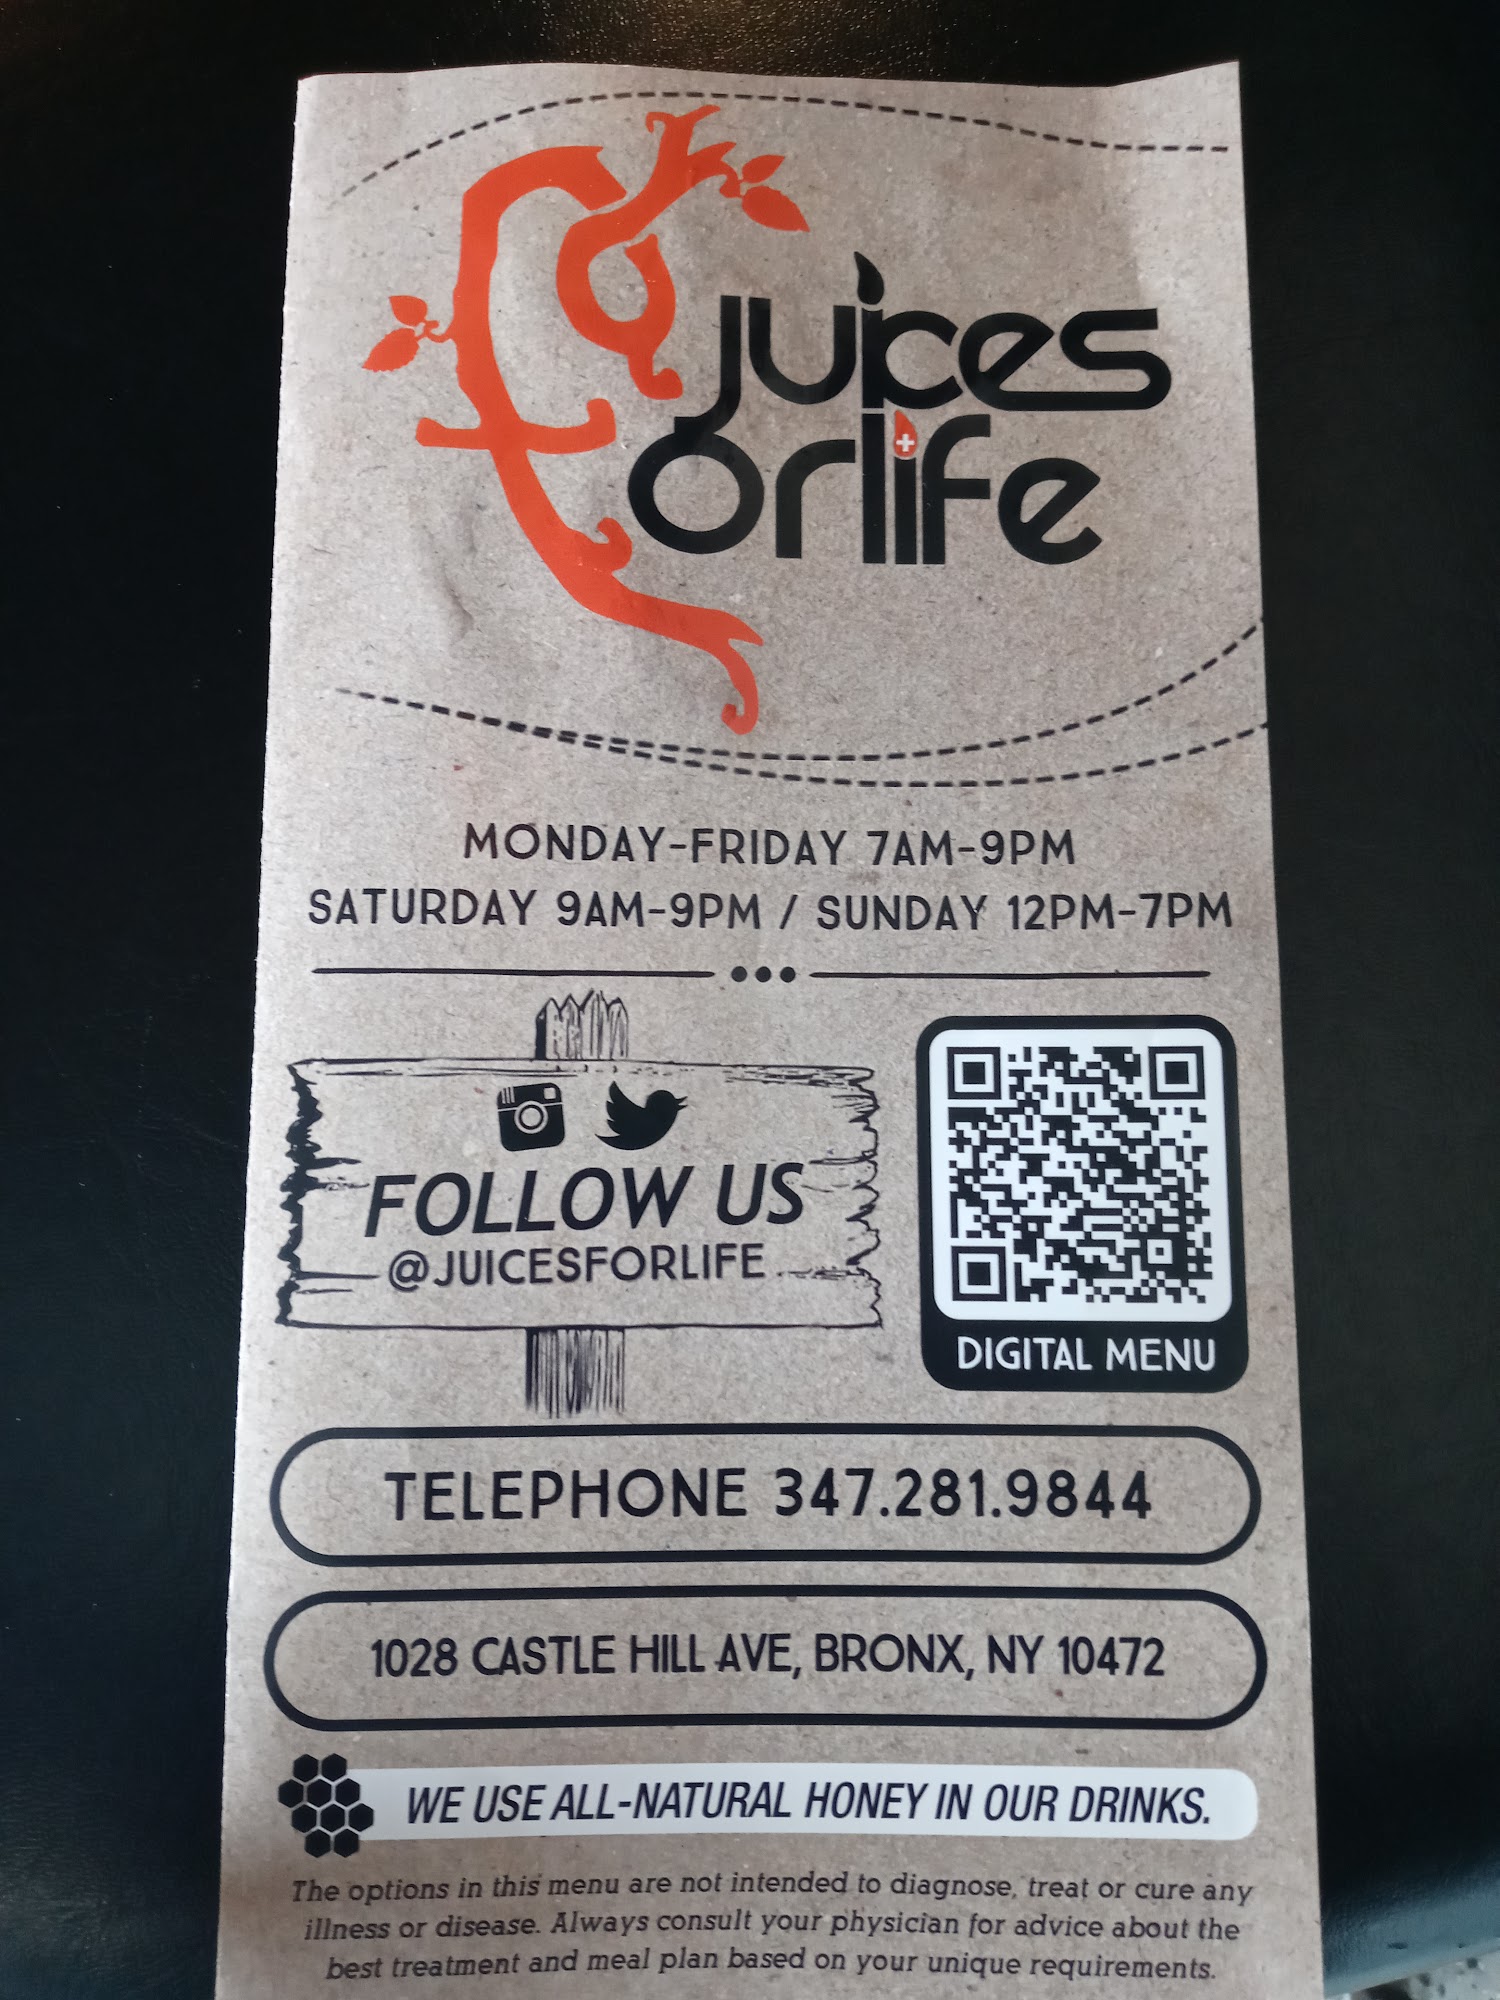 juices
for life
MONDAY-FRIDAY 7AM-9PM
SATURDAY 9AM-9PM / SUNDAY 12PM-7PM
FOLLOW US
@JUICESFORLIFE
DIGITAL MENU
TELEPHONE 347.281.9844
1028 CASTLE HILL AVE, BRONX, NY 10472
WE USE ALL-NATURAL HONEY IN OUR DRINKS.
The options in this menu are not intended to diagnose, treat or cure any
illness or disease. Always consult your physician for advice about the
best treatment and meal plan based on your unique requirements.